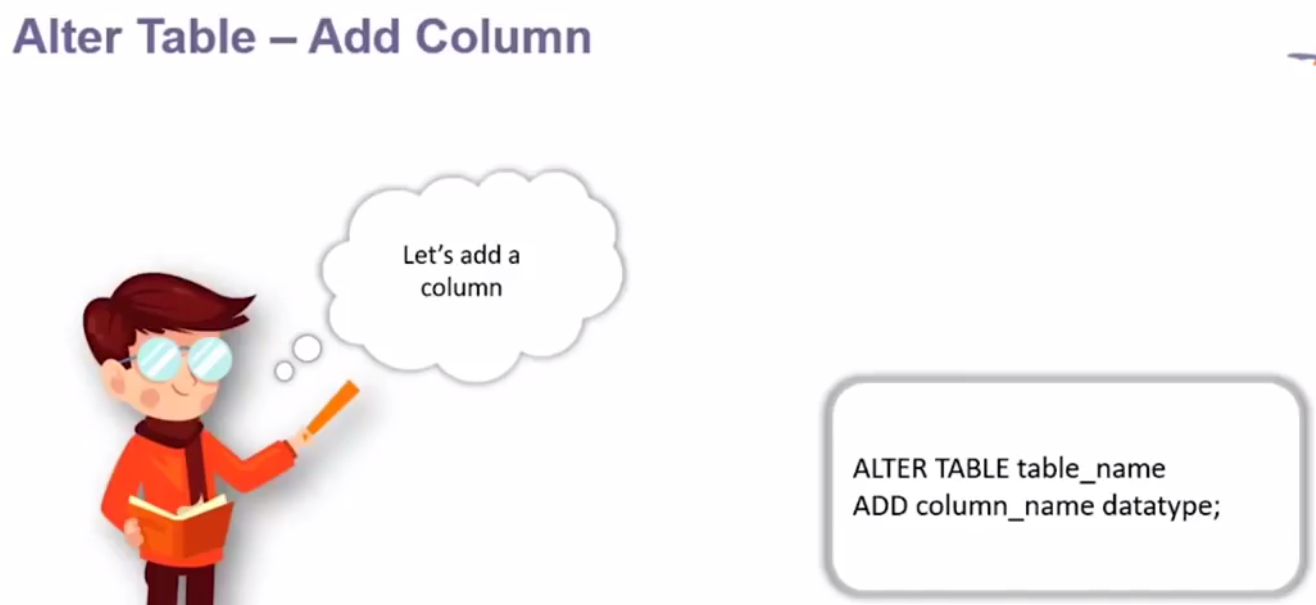 Alter Table – Add Column
Let's add a
column
ALTER TABLE table_name
ADD column_name datatype;